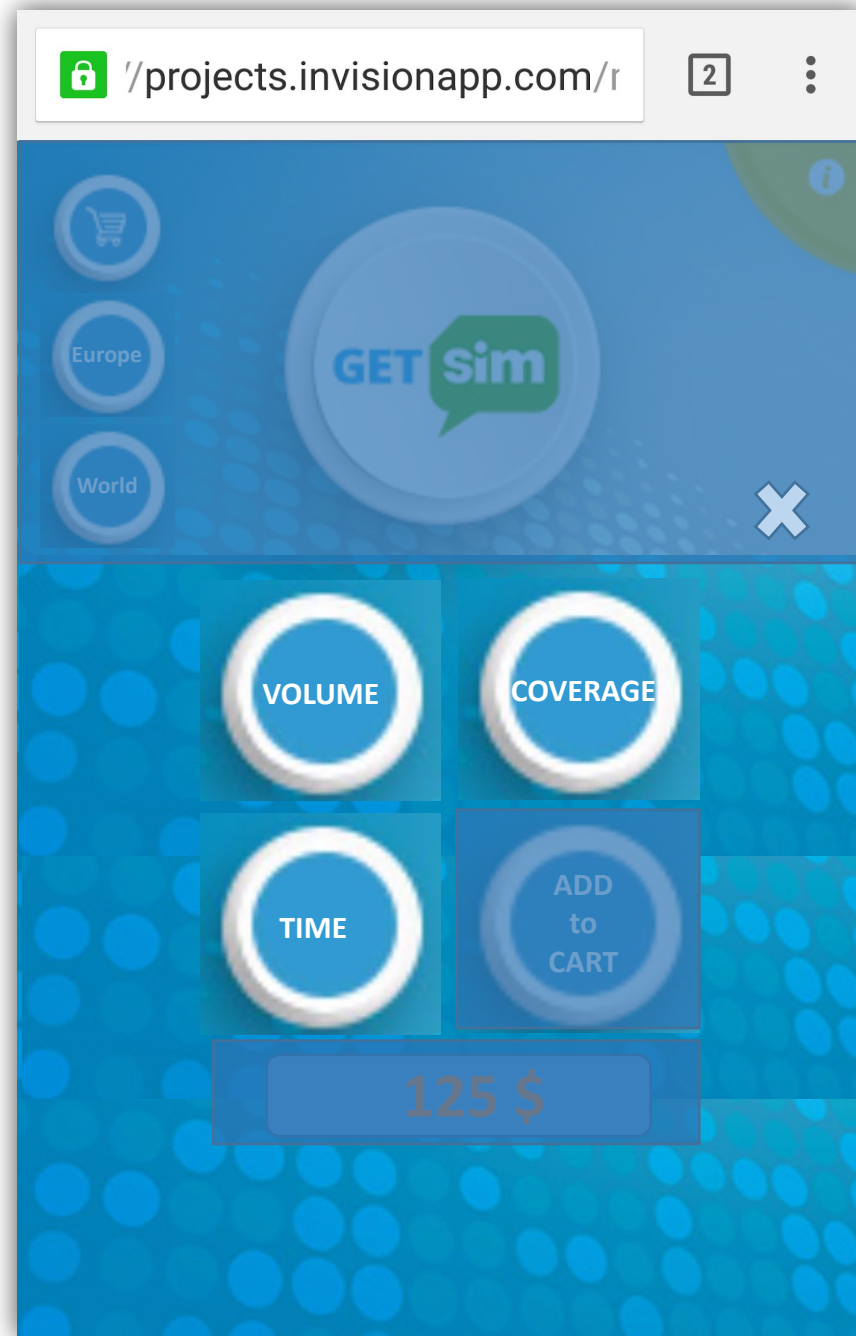 //projects.invisionapp.com/r
2
i
Europe
GET sim
World
VOLUME
COVERAGE
TIME
ADD
to
CART
125 $